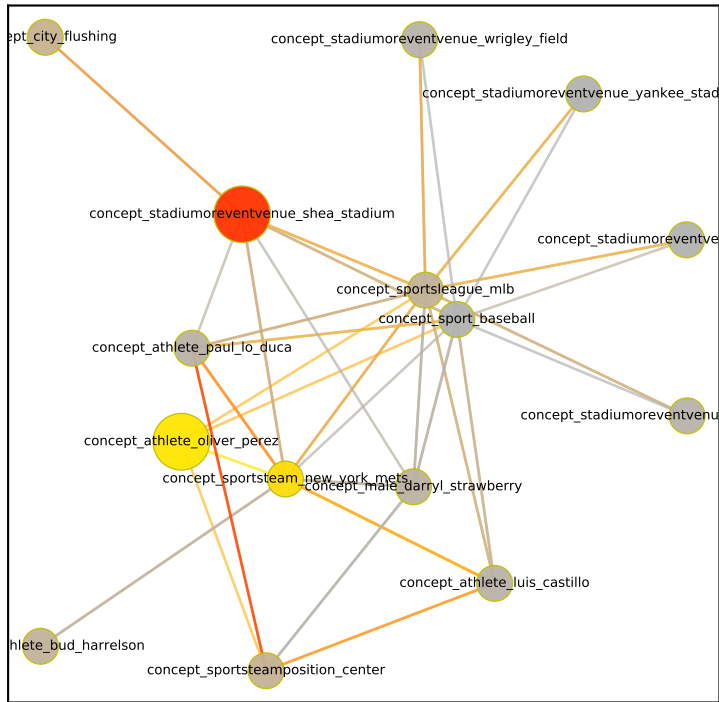 ept_city_flushing
concept_stadiumoreventvenue_wrigley_field
concept_stadiumoreventvenue_yankee_stad
concept_stadiumoreventvenue_shea_stadium
concept_stadiumoreventve
concept_sportsleague_mlb
concept_sport_baseball
concept_athlete_paul_lo_duca
concept_stadiumoreventvenu
concept_athlete_oliver_perez
concept_sportsteam_new_york_mets
concept_male_darryl_strawberry
concept_athlete_luis_castillo
hlete_bud_harrelson
concept_sportsteamposition_center